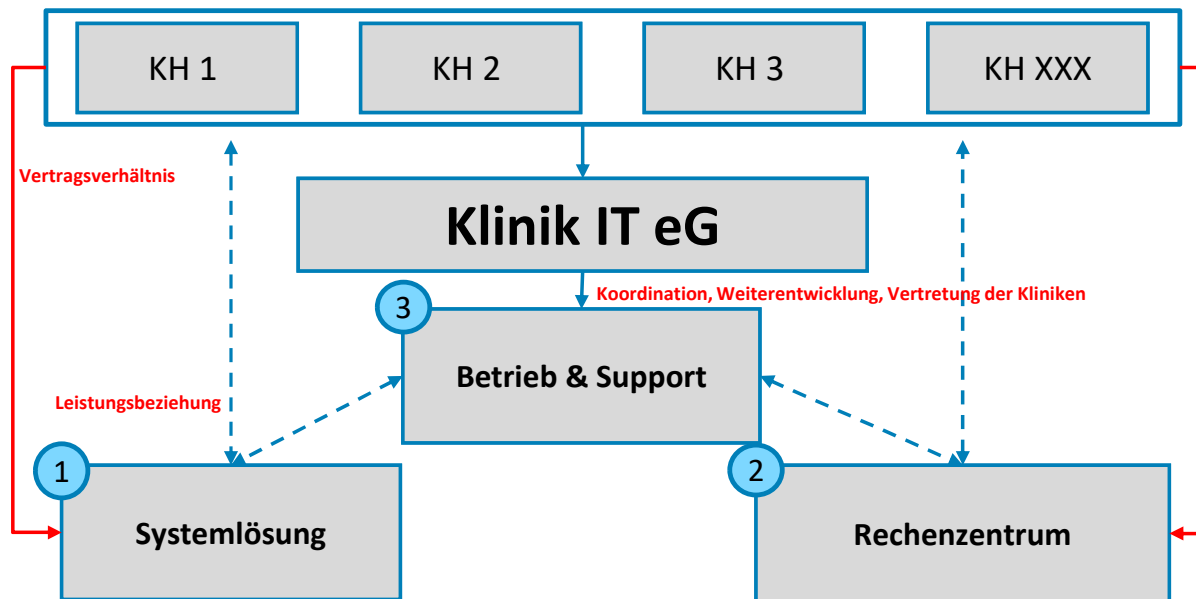 KH 1
KH 2
KH 3
KH XXX
Vertragsverhältnis
Klinik IT eG
Koordination, Weiterentwicklung, Vertretung der Kliniken
3
Betrieb & Support
Leistungsbeziehung
1
Systemlösung
2
Rechenzentrum